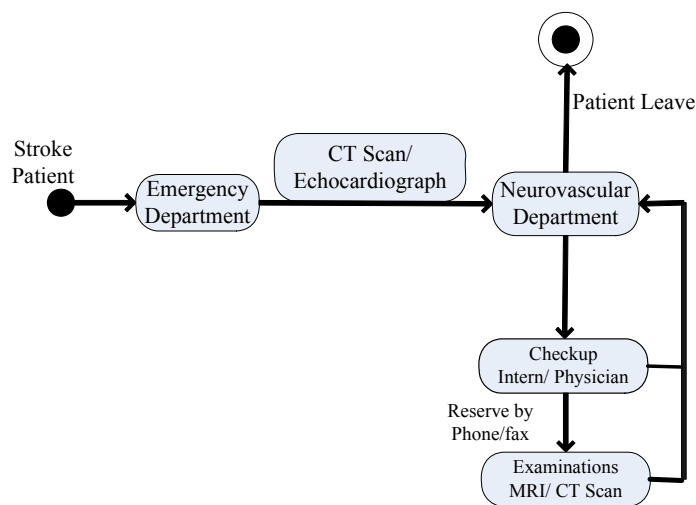 Stroke
Patient
Emergency
Department
CT Scan/
Echocardiograph
Neurovascular
Department
Patient Leave
Checkup
Intern/ Physician
Reserve by
Phone/fax
Examinations
MRI/ CT Scan